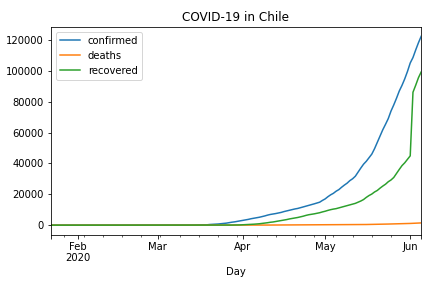 COVID-19 in Chile
confirmed
deaths
recovered
120000
100000
80000
60000
40000
20000
0
Feb
2020
Mar
Apr
May
Jun
Day